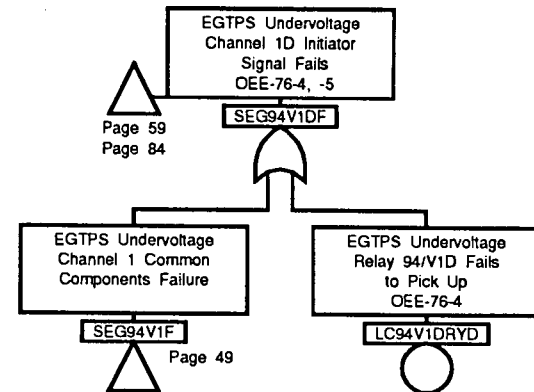 EGTPS Undervoltage
Channel 1D Initiator
Signal Fails
OEE-76-4, -5
Page 59
Page 84
SEG94V1DF
EGTPS Undervoltage
Channel 1 Common
Components Failure
SEG94V1F
Page 49
EGTPS Undervoltage
Relay 94/V1D Fails
to Pick Up
OEE-76-4
LC94V1DRYD